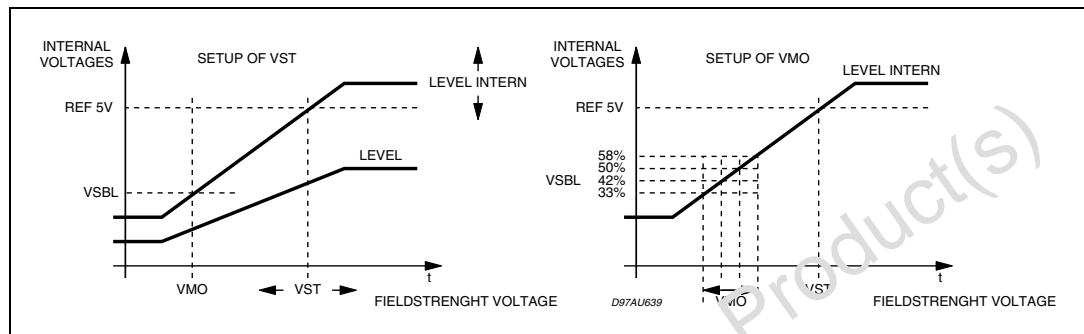 INTERNAL
VOLTAGES
SETUP OF VST
LEVEL INTERN
REF 5V
LEVEL
VSBL
t
VMO
VST
FIELDSTRENGHT VOLTAGE
INTERNAL
VOLTAGES
SETUP OF VMO
LEVEL INTERN
REF 5V
58%
50%
42%
33%
VSBL
t
VMO
VST
D97AU639
FIELDSTRENGHT VOLTAGE
Product(s)